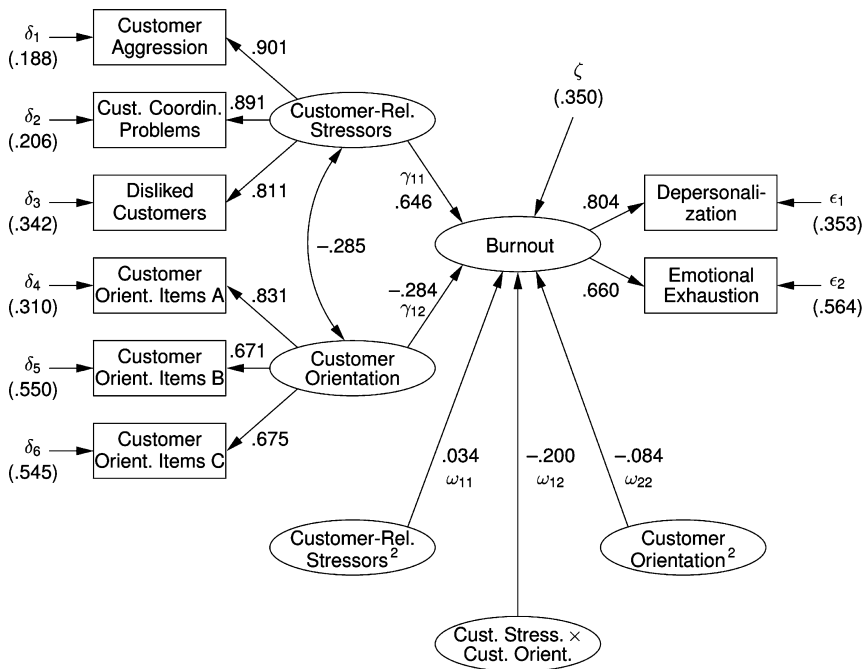 δ1
(.188)
Customer
Aggression
.901
δ2
(.206)
Cust. Coordin.
Problems
.891
Customer-Rel.
Stressors
δ3
(.342)
Disliked
Customers
.811
ζ
(.350)
γ11
.646
Burnout
.804
Depersonali-
zation
ϵ1
(.353)
.660
Emotional
Exhaustion
ϵ2
(.564)
–.285
δ4
(.310)
Customer
Orient. Items A
.831
–.284
γ12
δ5
(.550)
Customer
Orient. Items B
.671
Customer
Orientation
δ6
(.545)
Customer
Orient. Items C
.675
.034
ω11
–.200
ω12
–.084
ω22
Customer-Rel.
Stressors²
Customer
Orientation²
Cust. Stress. ×
Cust. Orient.